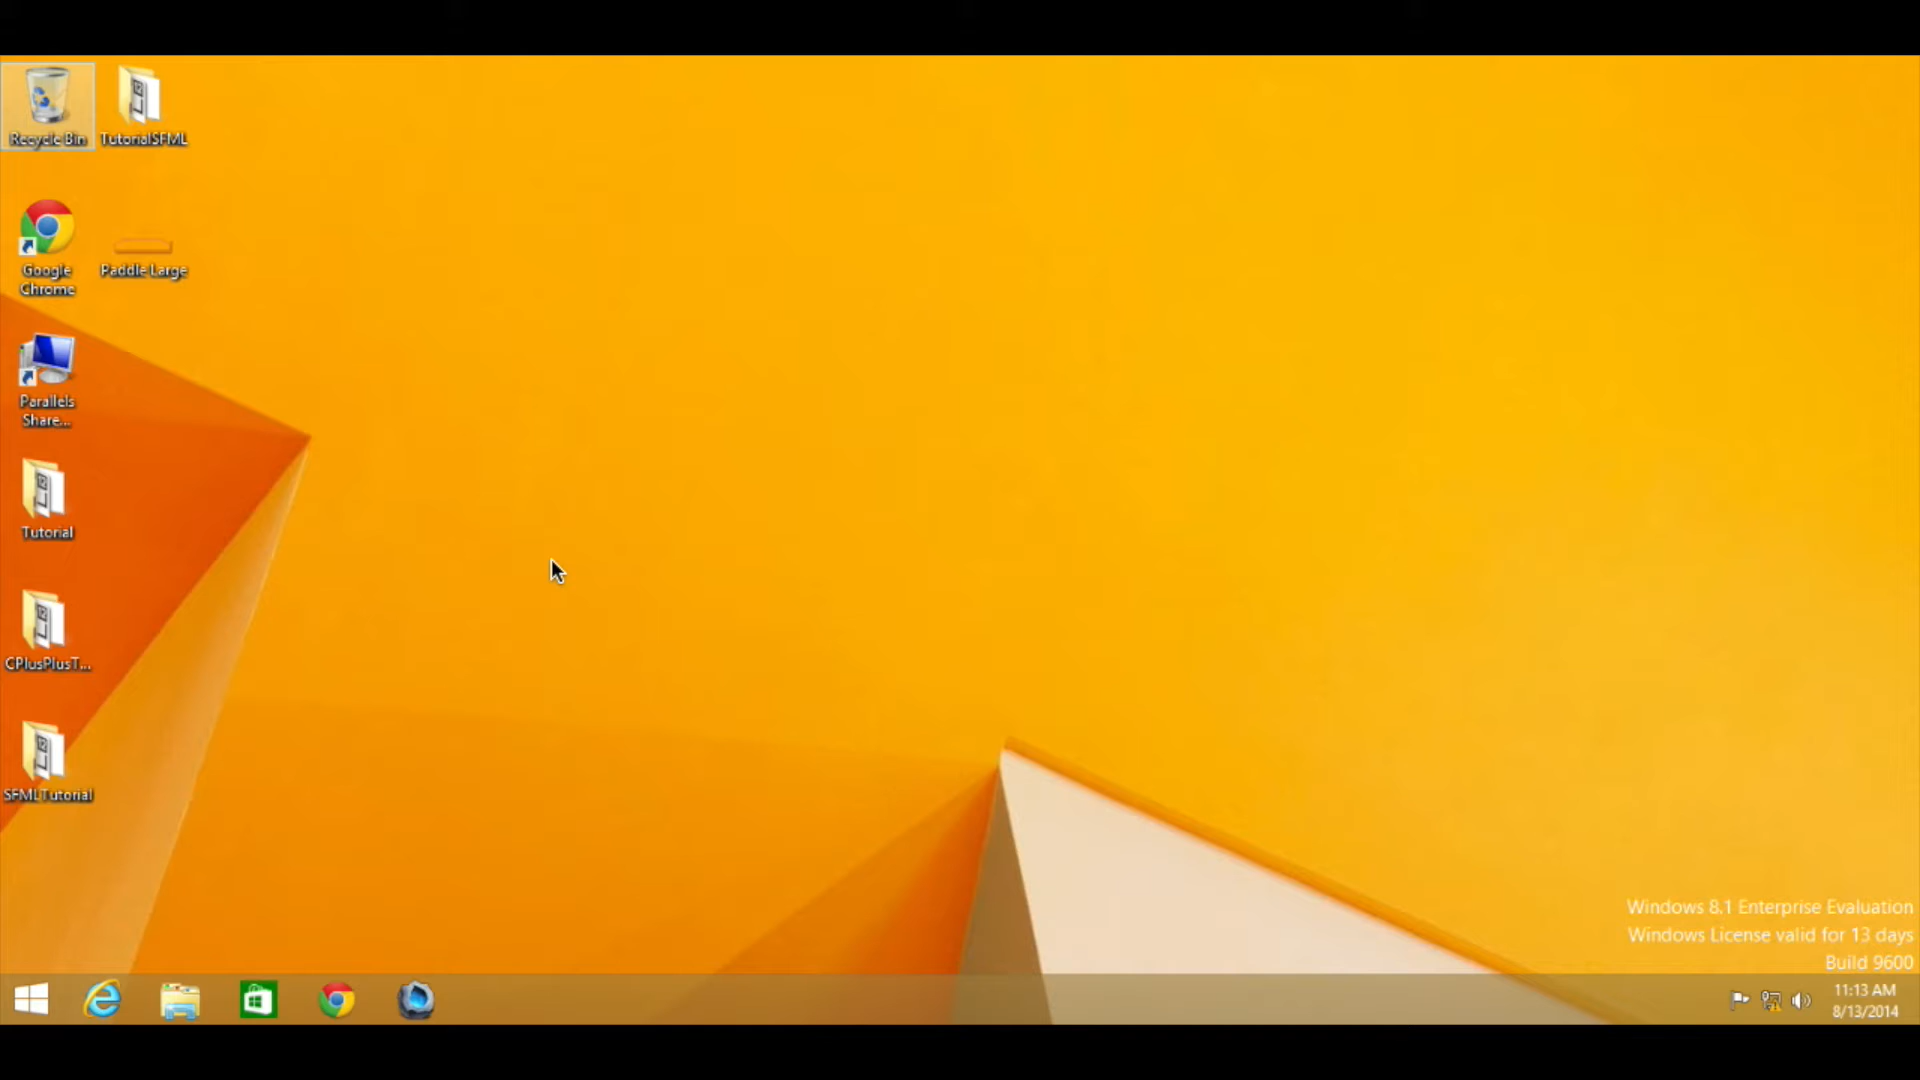 Recycle Bin
TutorialSFML
Google
Chrome
Paddle Large
Parallels
Share...
Tutorial
CPlusPlusT...
SFMLTutorial
Windows 8.1 Enterprise Evaluation
Windows License valid for 13 days
Build 9600
11:13 AM
8/13/2014